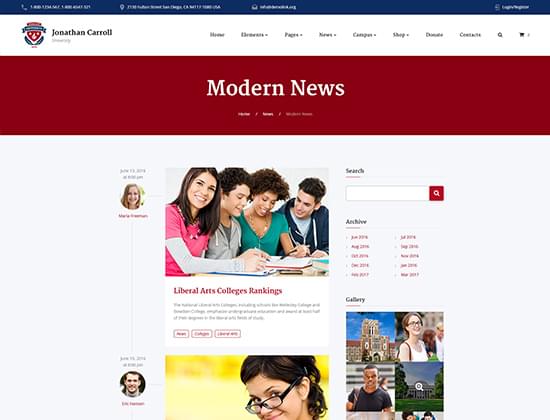 1-800-1234-567, 1-800-4547-321
2130 Fulton Street San Diego, CA 94117-1080 USA
info@demolink.org
Login/Register
Jonathan Carroll
University
Home
Elements
Pages
News
Campus
Shop
Donate
Contacts
0
Modern News
Home / News / Modern News
June 13, 2016
at 8:00 pm
Maria Freeman
Liberal Arts Colleges Rankings
The National Liberal Arts Colleges, including schools like Wellesley College and
Bowdoin College, emphasize undergraduate education and award at least half
of their degrees in the liberal arts fields of study.
News
Colleges
Liberal Arts
June 13, 2016
at 8:00 pm
Eric Hansen
Search
Archive
Jun 2016
Jul 2016
Aug 2016
Sep 2016
Oct 2016
Nov 2016
Dec 2016
Jan 2016
Feb 2017
Mar 2017
Gallery